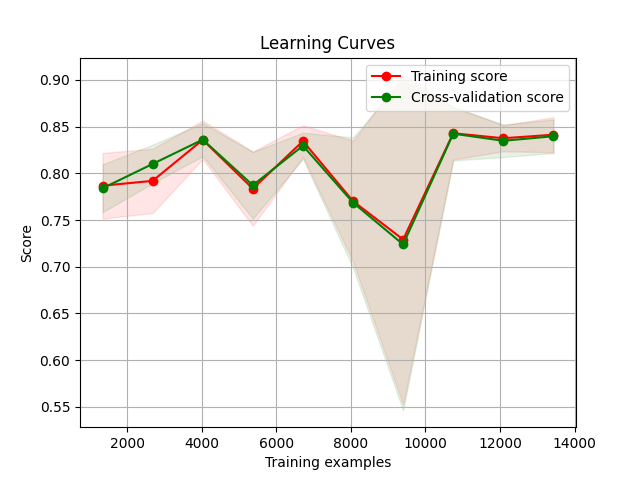 Learning Curves
Training score
Cross-validation score
0.90
0.85
0.80
0.75
0.70
0.65
0.60
0.55
Score
2000 4000 6000 8000 10000 12000 14000
Training examples